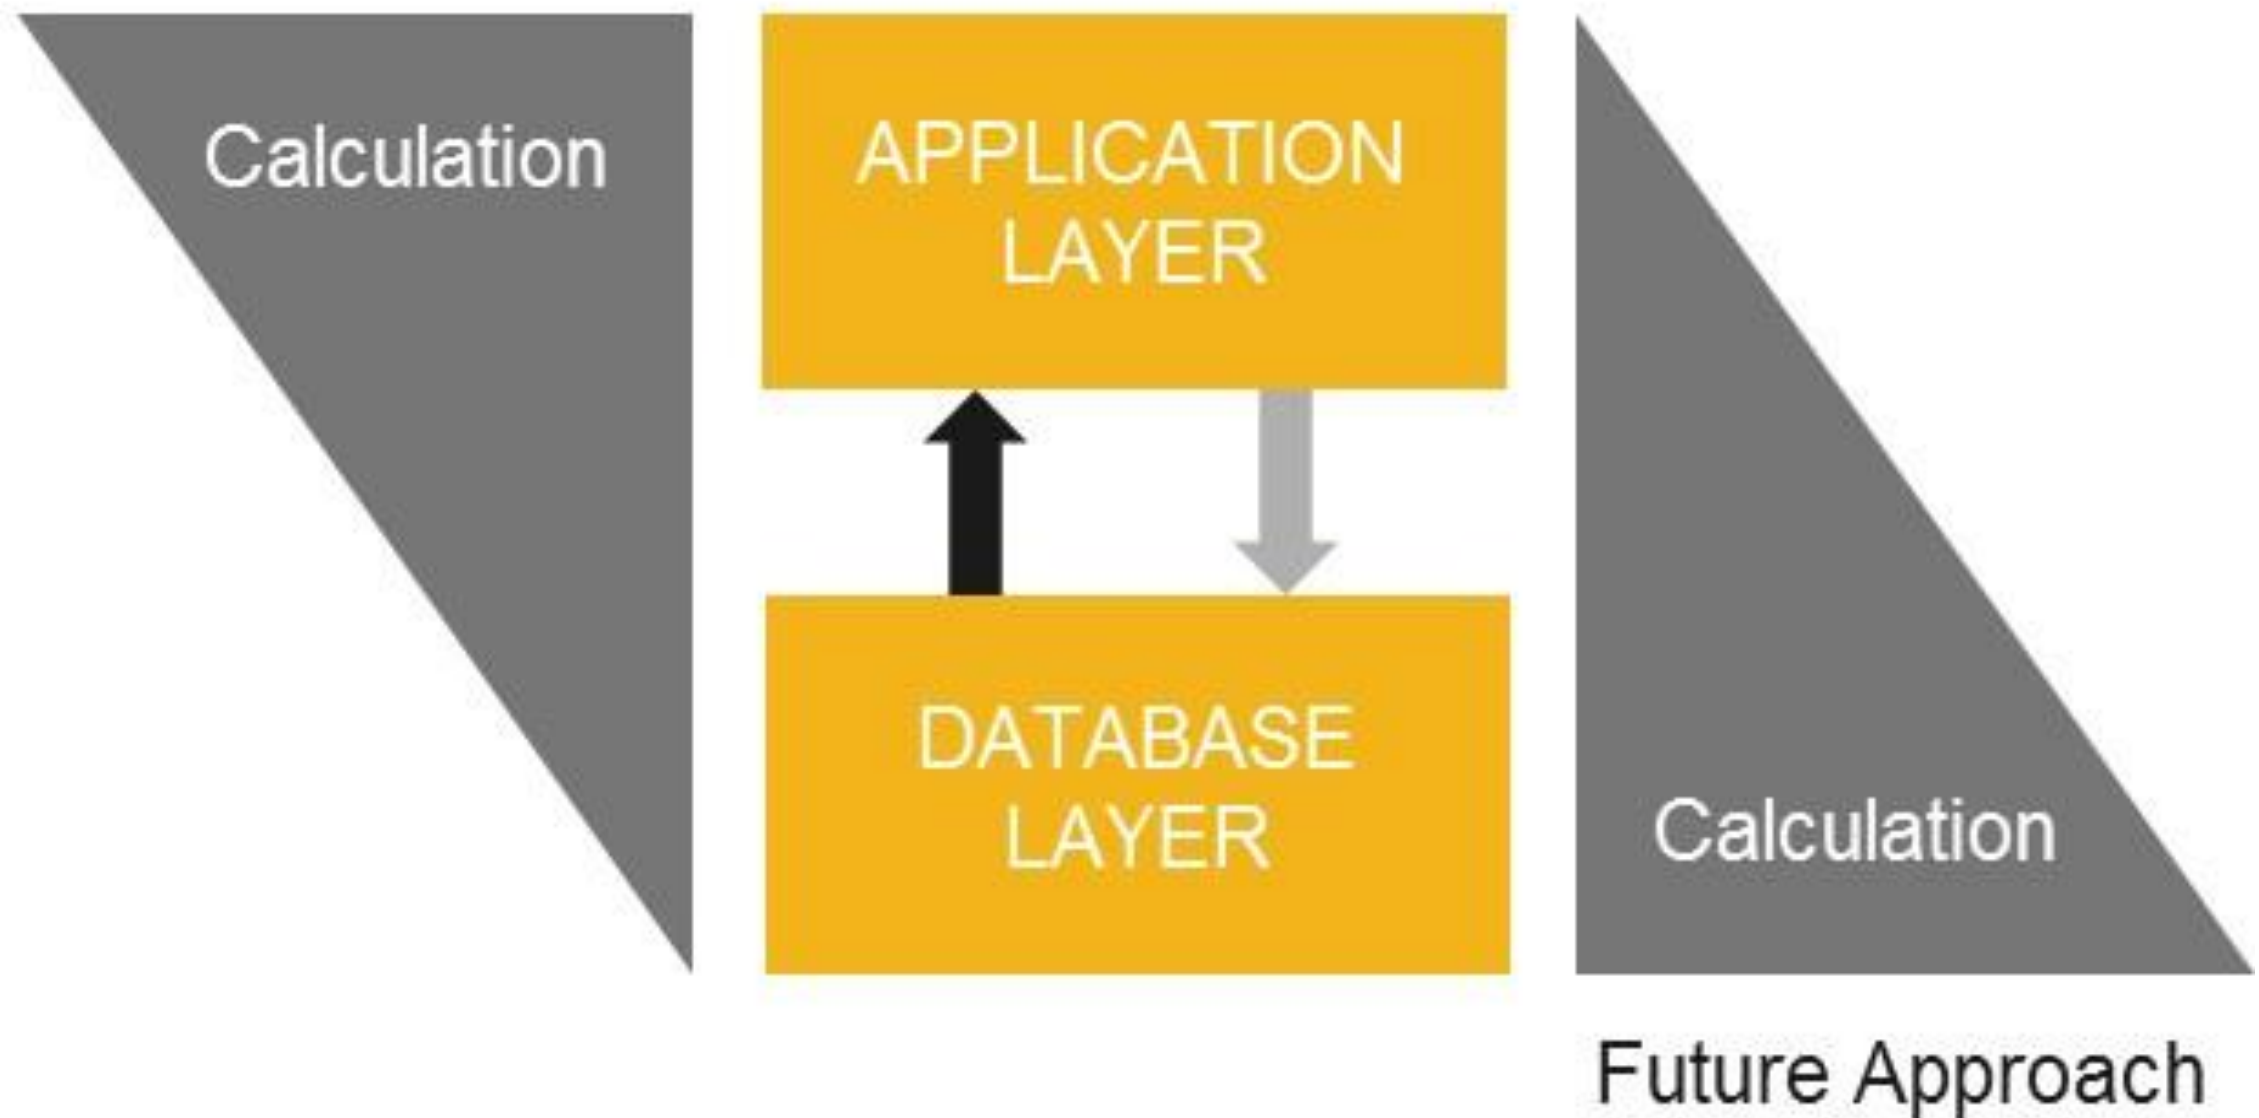 Calculation
APPLICATION
LAYER
DATABASE
LAYER
Calculation
Future Approach